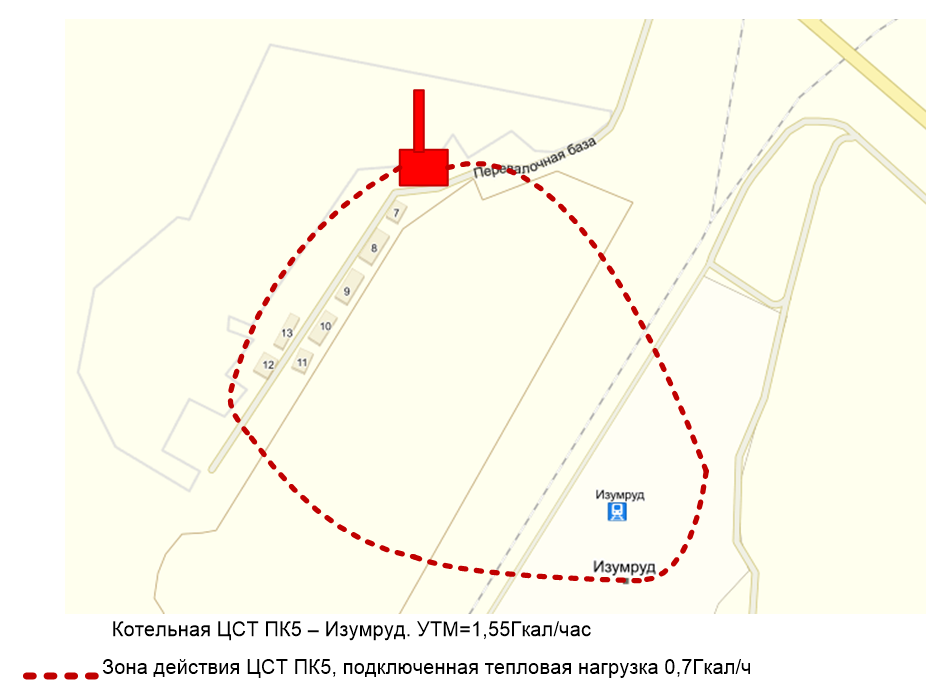 Перевалочная база
7
8
9
10
13
11
12
Изумруд
Изумруд
Котельная ЦСТ ПК5 – Изумруд. УТМ=1,55Гкал/час
Зона действия ЦСТ ПК5, подключенная тепловая нагрузка 0,7Гкал/ч